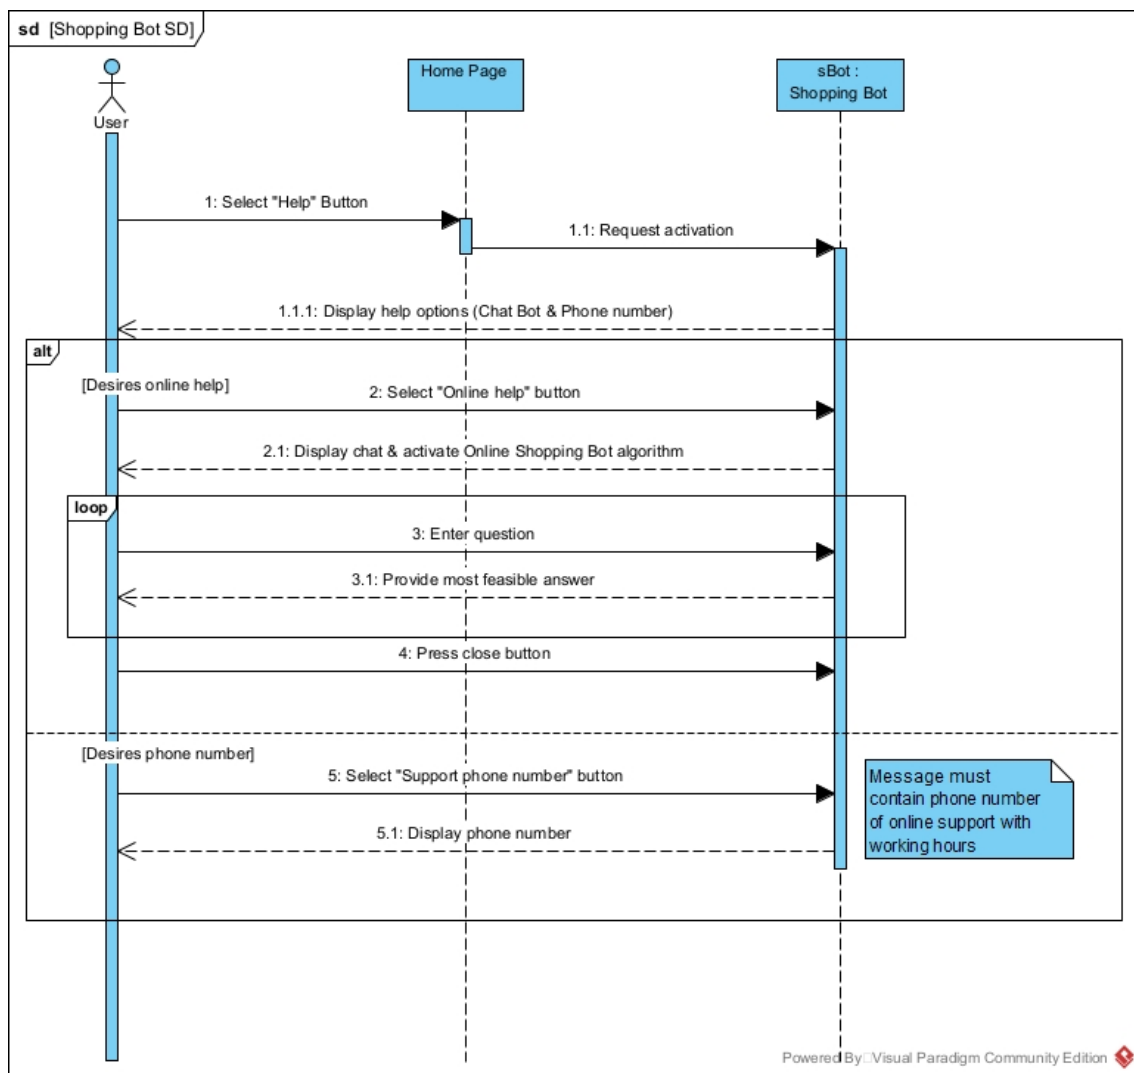 sd [Shopping Bot SD]
User
Home Page
sBot :
Shopping Bot
1: Select "Help" Button
1.1: Request activation
1.1.1: Display help options (Chat Bot & Phone number)
alt
[Desires online help]
2: Select "Online help" button
2.1: Display chat & activate Online Shopping Bot algorithm
loop
3: Enter question
3.1: Provide most feasible answer
4: Press close button
[Desires phone number]
5: Select "Support phone number" button
5.1: Display phone number
Message must
contain phone number
of online support with
working hours
Powered By Visual Paradigm Community Edition